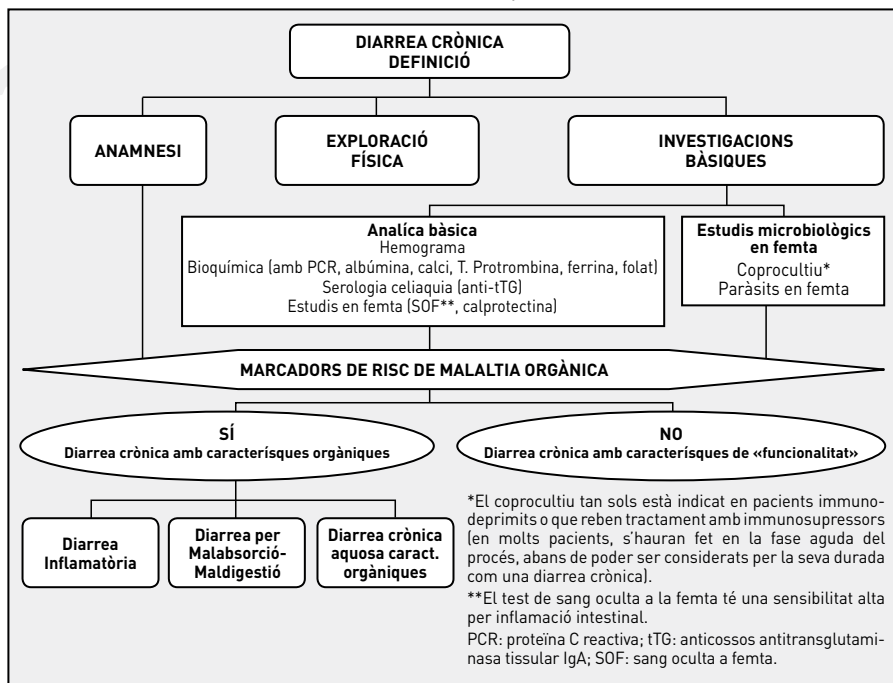 DIARREA CRÒNICA
DEFINICIÓ
ANAMNESI
EXPLORACIÓ
FÍSICA
INVESTIGACIONS
BÀSIQUES
Analíca bàsica
Hemograma
Bioquímica (amb PCR, albúmina, calci, T. Protrombina, ferrina, folat)
Serologia celiaquia (anti-tTG)
Estudis en femta (SOF**, calprotectina)
Estudis microbiològics
en femta
Coprocultiu*
Paràsits en femta
MARCADORS DE RISC DE MALALTIA ORGÀNICA
SÍ
Diarrea crònica amb caracterísques orgàniques
NO
Diarrea crònica amb caracterísques de «funcionalitat»
Diarrea
Inflamatòria
Diarrea per
Malabsorció-
Maldigestió
Diarrea crònica
aquosa caract.
orgàniques
*El coprocultiu tan sols està indicat en pacients immuno-
deprimits o que reben tractament amb immunosupressors
(en molts pacients, s'hauran fet en la fase aguda del
procés, abans de poder ser considerats per la seva durada
com una diarrea crònica).
**El test de sang oculta a la femta té una sensibilitat alta
per inflamació intestinal.
PCR: proteïna C reactiva; tTG: anticossos antitransglutami-
nasa tissular IgA; SOF: sang oculta a femta.